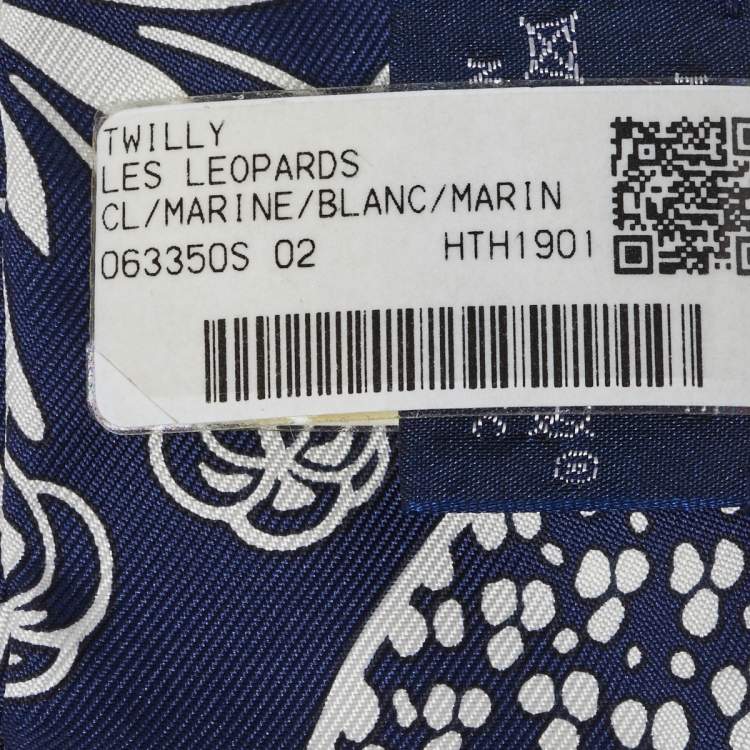 TWILLY
LES LEOPARDS
CL/MARINE/BLANC/MARIN
063350S 02 HTH1901